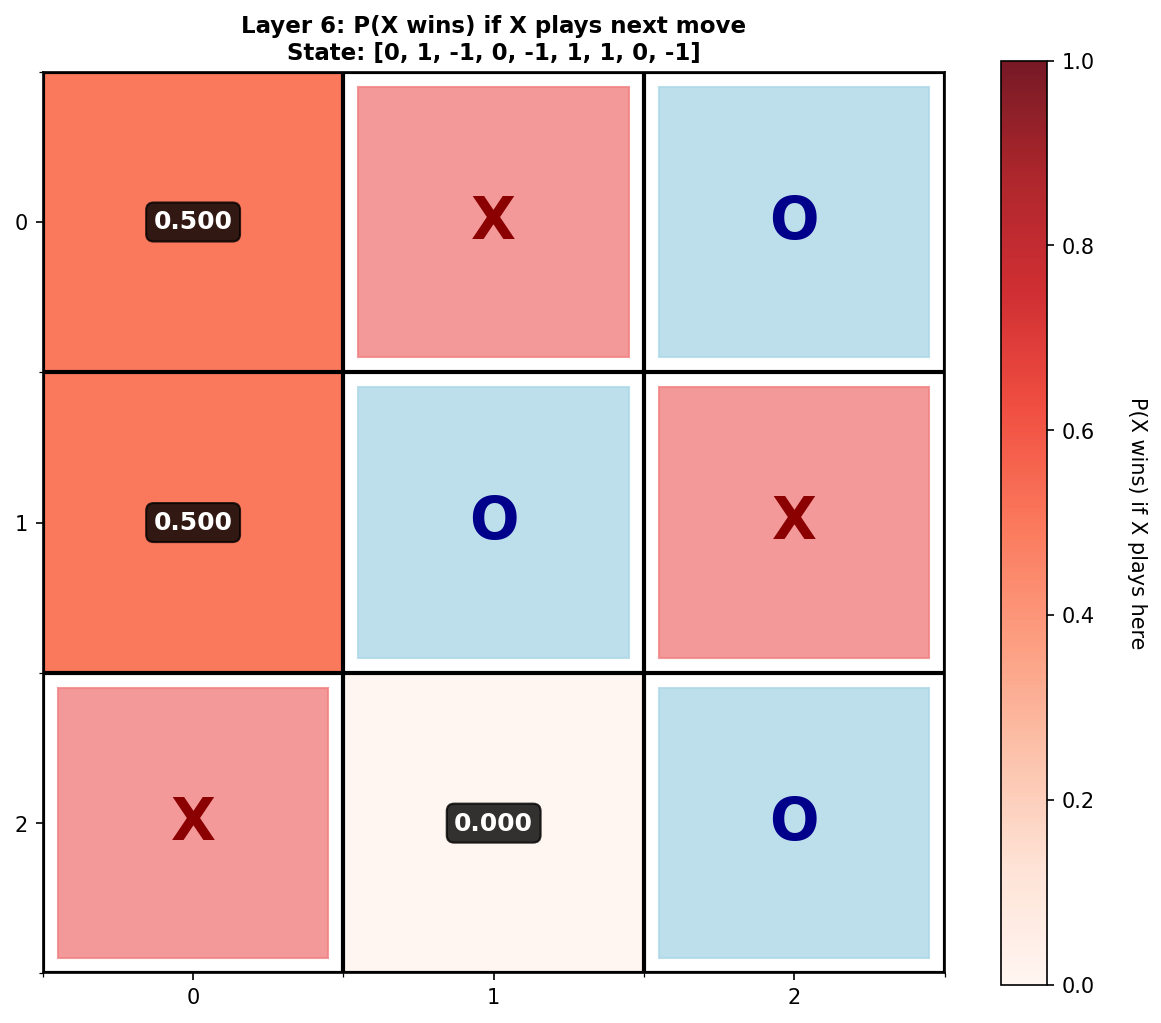 Layer 6: P(X wins) if X plays next move
State: [0, 1, -1, 0, -1, 1, 1, 0, -1]
0
0.500
X
O
1
0.500
O
X
2
X
0.000
O
0
1
2
1.0
0.8
0.6
0.4
0.2
0.0
P(X wins) if X plays here